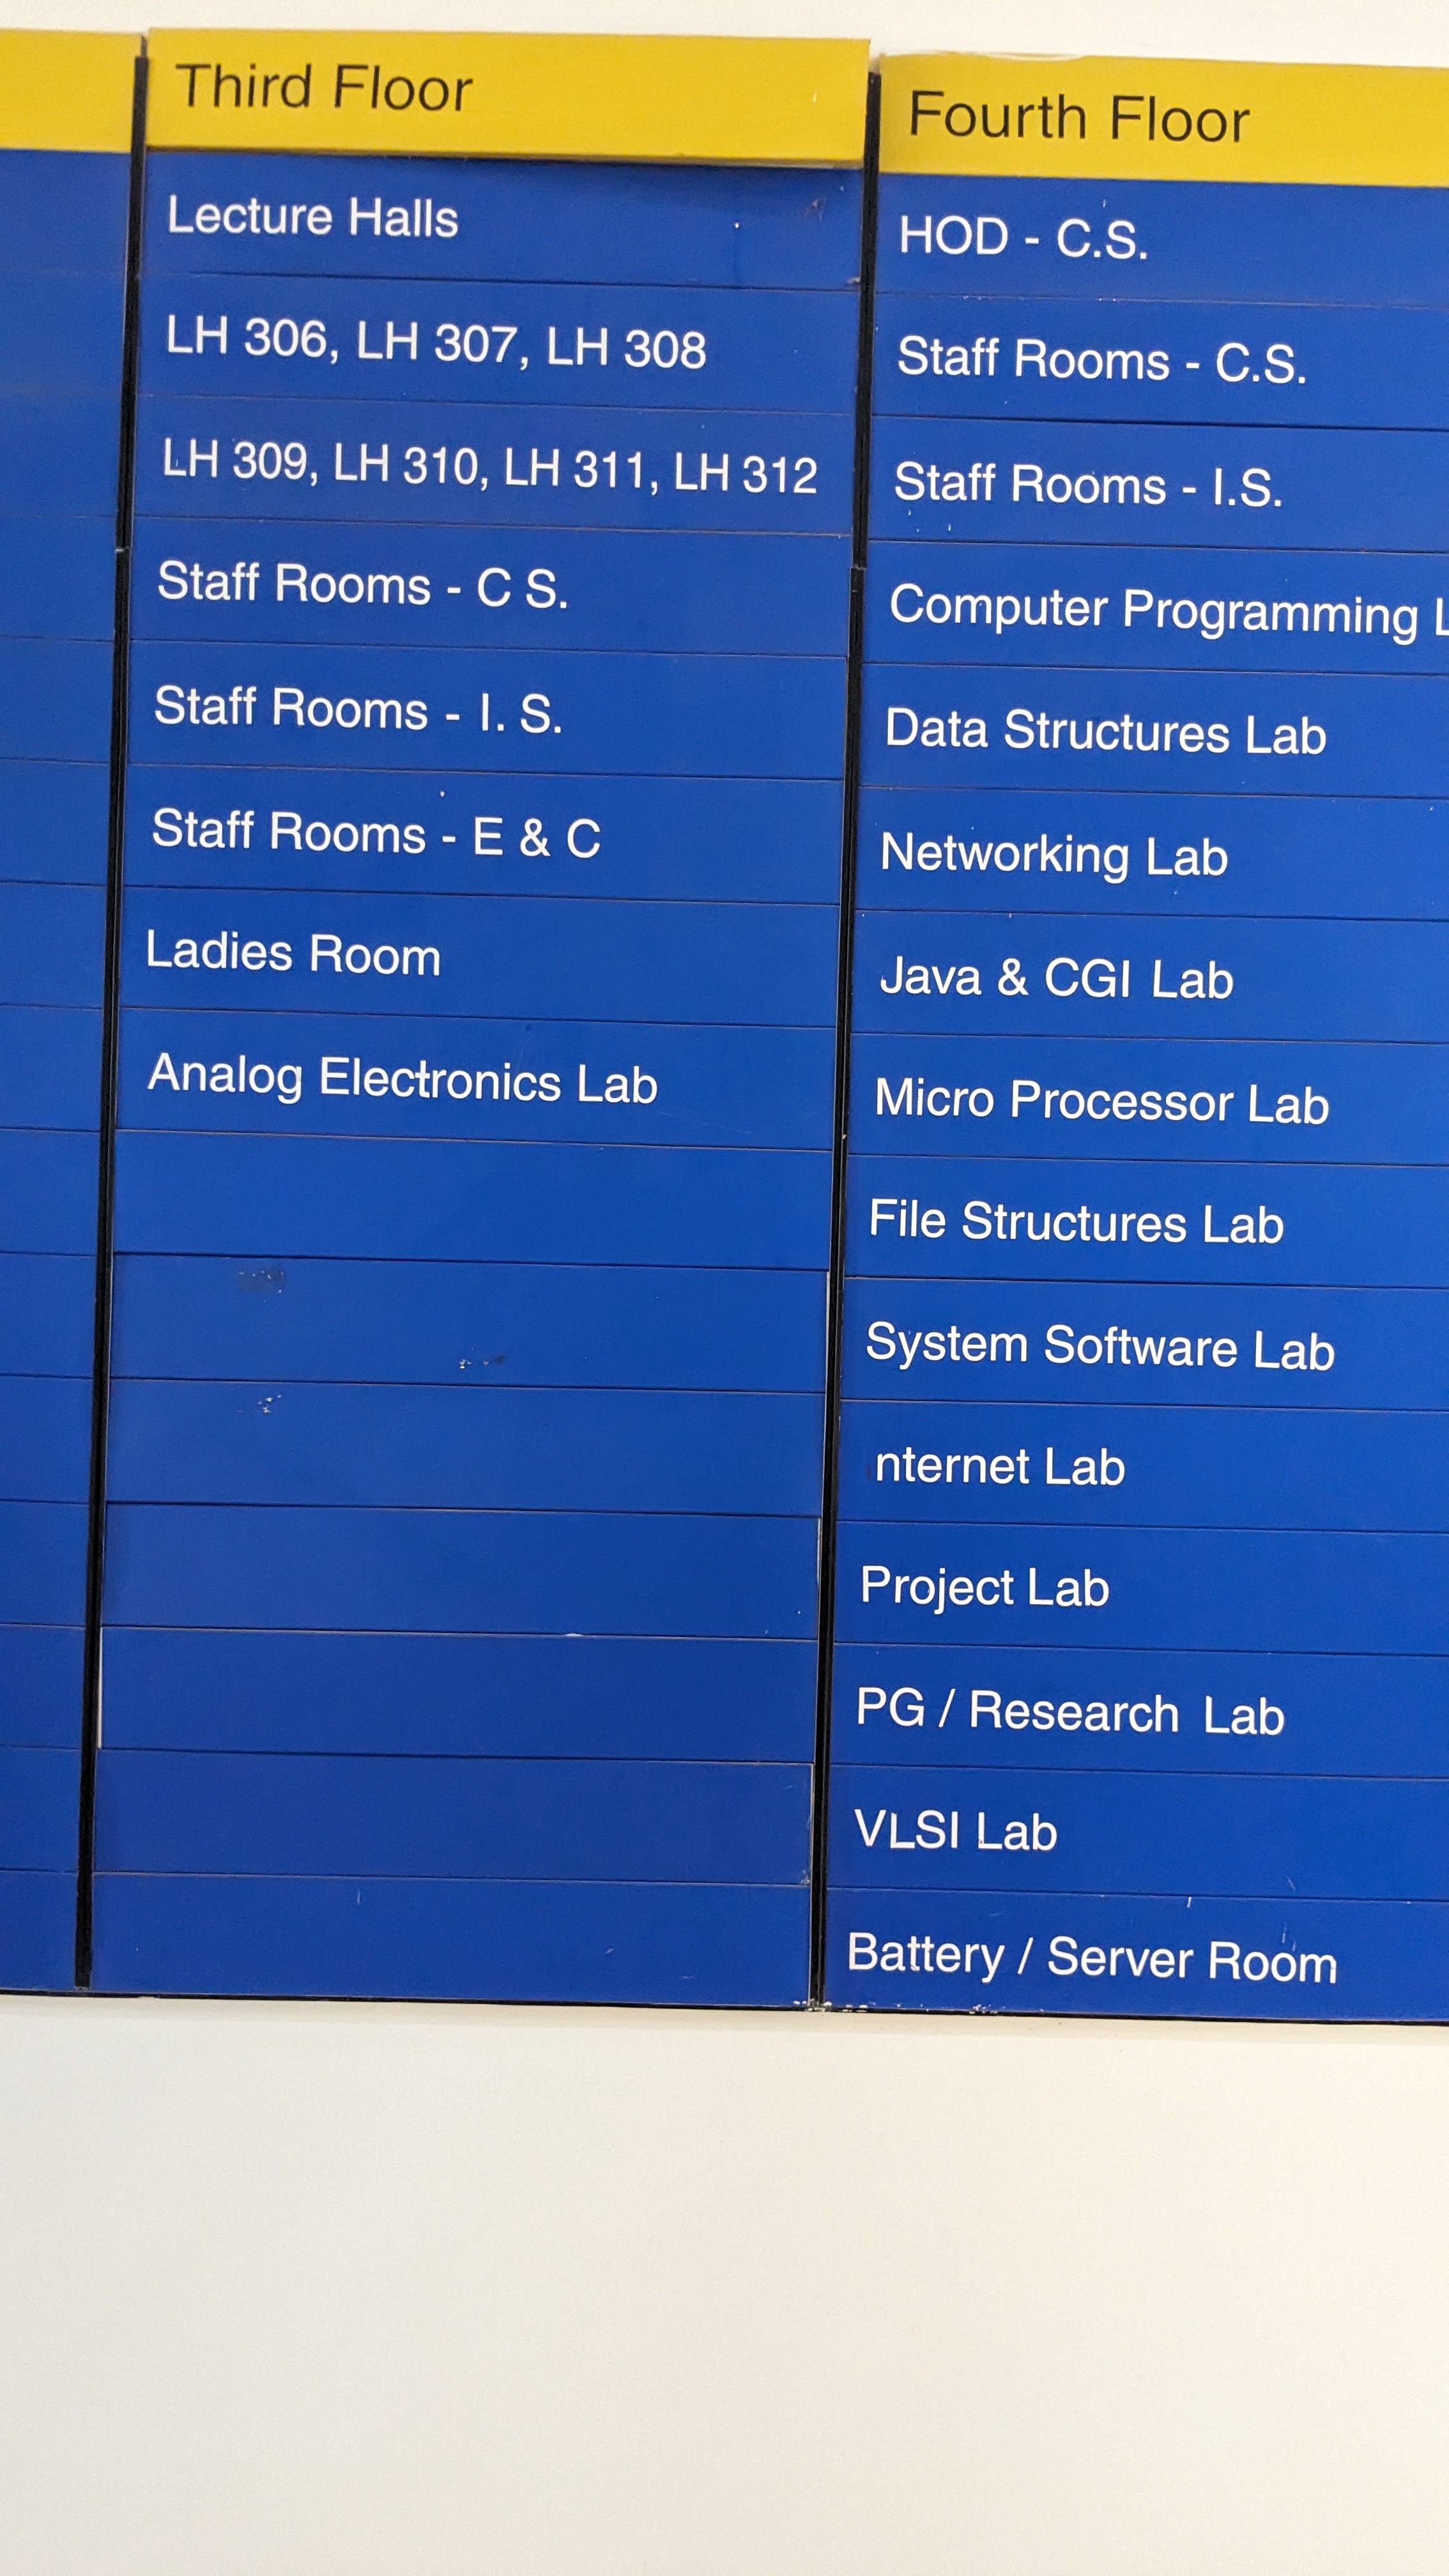 Third Floor
Lecture Halls
LH 306, LH 307, LH 308
LH 309, LH 310, LH 311, LH 312
Staff Rooms - C S.
Staff Rooms - I. S.
Staff Rooms - E & C
Ladies Room
Analog Electronics Lab
Fourth Floor
HOD - C.S.
Staff Rooms - C.S.
Staff Rooms - I.S.
Computer Programming L
Data Structures Lab
Networking Lab
Java & CGI Lab
Micro Processor Lab
File Structures Lab
System Software Lab
nternet Lab
Project Lab
PG / Research Lab
VLSI Lab
Battery / Server Room